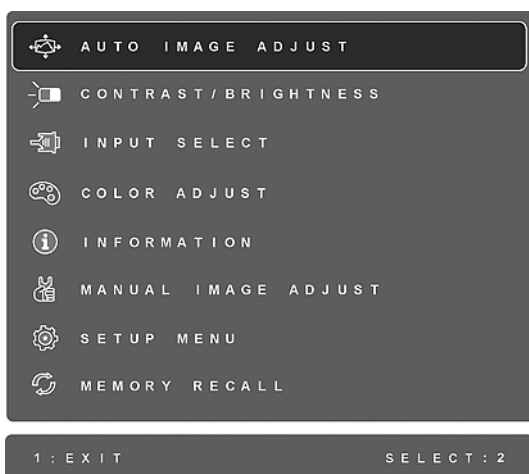 AUTO IMAGE ADJUST
CONTRAST/BRIGHTNESS
INPUT SELECT
COLOR ADJUST
INFORMATION
MANUAL IMAGE ADJUST
SETUP MENU
MEMORY RECALL
1:EXIT SELECT:2